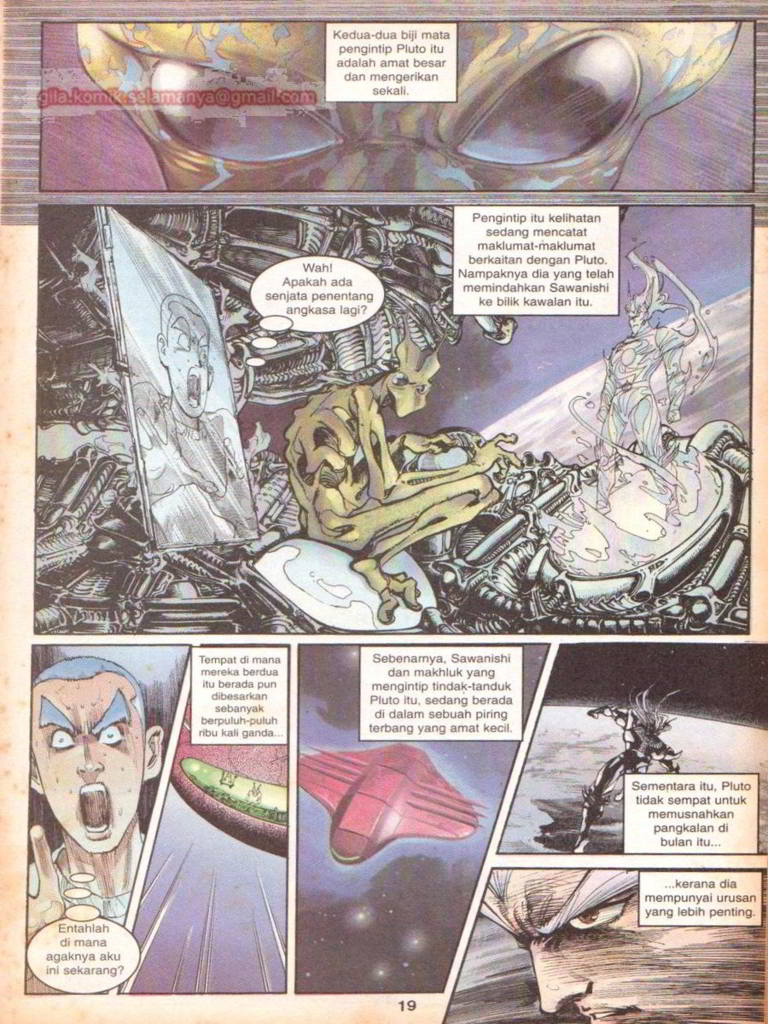 Kedua-dua biji mata
pengintip Pluto itu
adalah amat besar
dan mengerikan
sekali.
gila.komik.selamanya@gmail.com
Pengintip itu kelihatan
sedang mencatat
maklumat-maklumat
berkaitan dengan Pluto.
Nampaknya dia yang telah
memindahkan Sawanishi
ke bilik kawalan itu.
Wah!
Apakah ada
senjata penentang
angkasa lagi?
Tempat di mana
mereka berdua
itu berada pun
dibesarkan
sebanyak
berpuluh-puluh
ribu kali ganda...
Entahlah
di mana
agaknya aku
ini sekarang?
Sebenarnya, Sawanishi
dan makhluk yang
mengintip tindak-tanduk
Pluto itu, sedang berada
di dalam sebuah piring
terbang yang amat kecil.
Sementara itu, Pluto
tidak sempat untuk
memusnahkan
pangkalan di
bulan itu...
...kerana dia
mempunyai urusan
yang lebih penting.
19